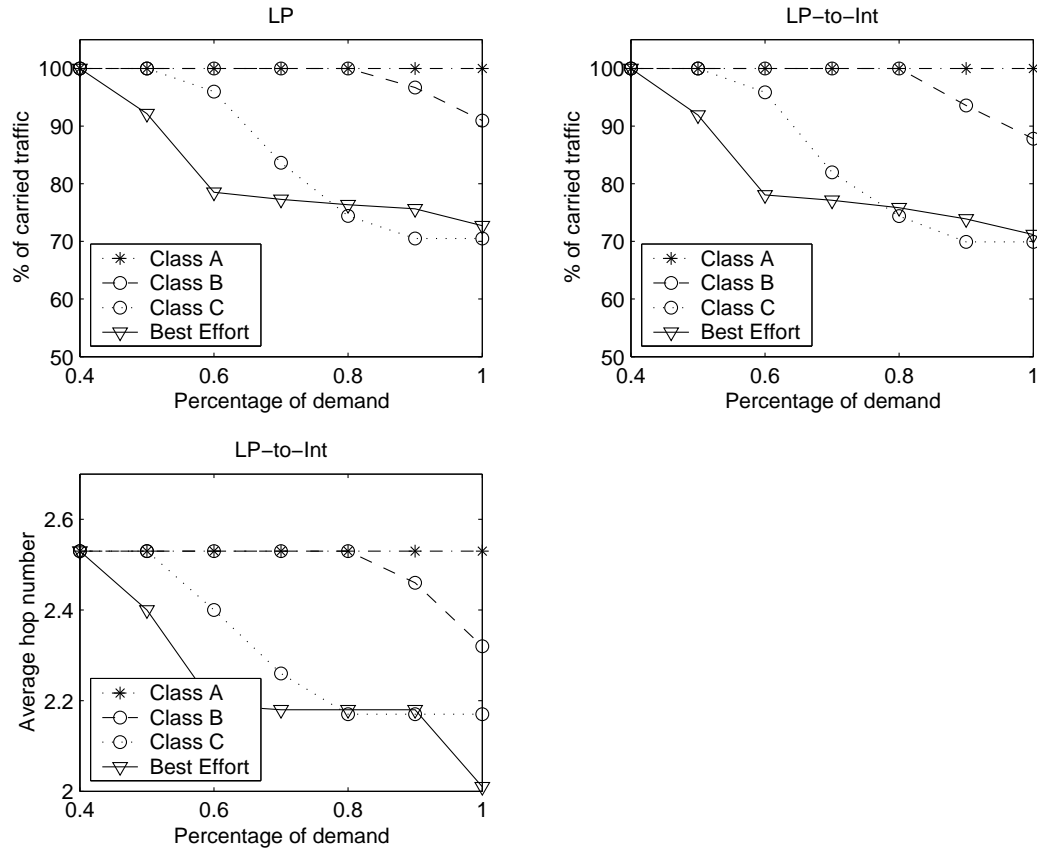 LP
100
90
80
70
60
50
% of carried traffic
Class A
Class B
Class C
Best Effort
0.4
0.6
0.8
1
Percentage of demand
LP−to−Int
100
90
80
70
60
50
% of carried traffic
Class A
Class B
Class C
Best Effort
0.4
0.6
0.8
1
Percentage of demand
LP−to−Int
2.6
2.4
2.2
2
Average hop number
Class A
Class B
Class C
Best Effort
0.4
0.6
0.8
1
Percentage of demand